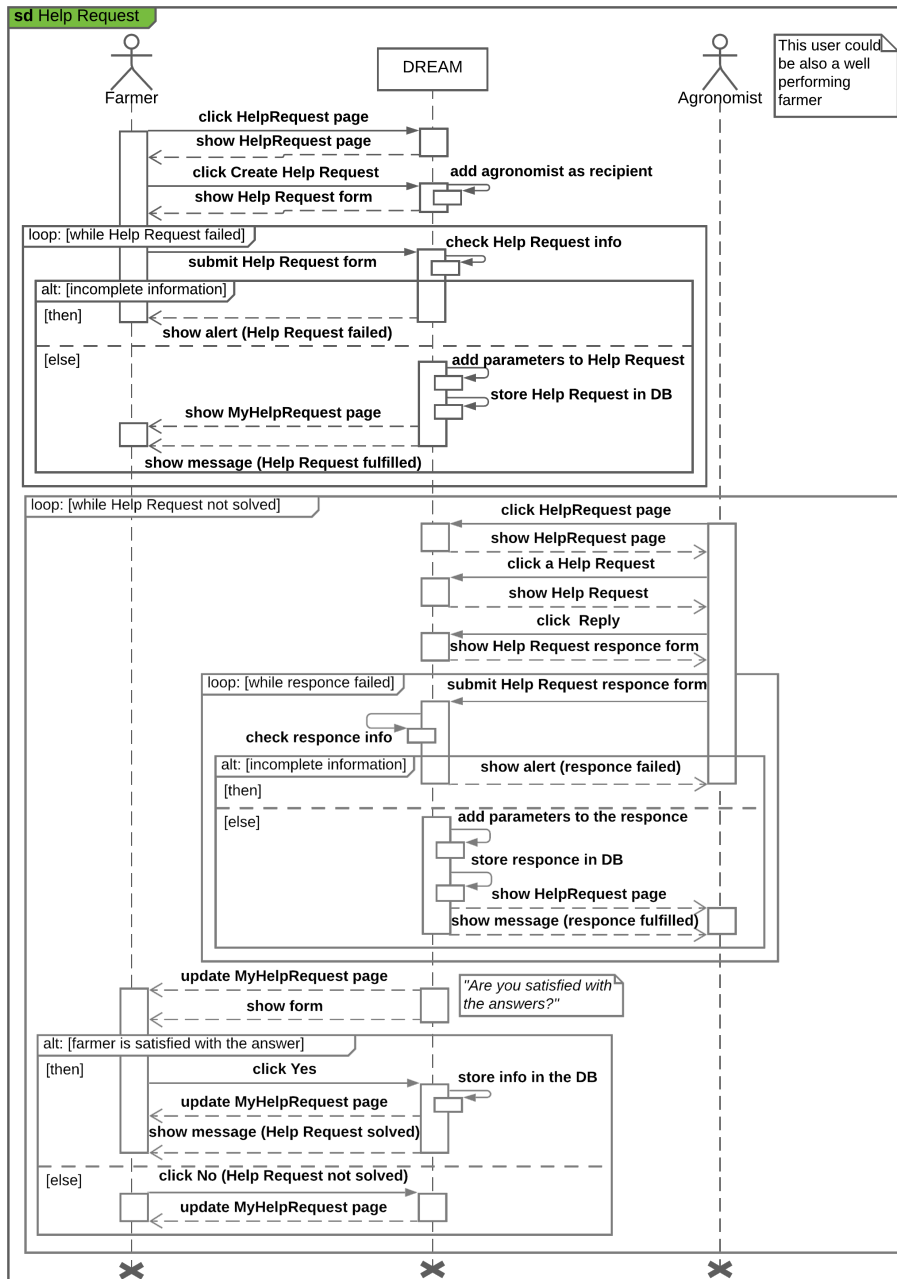 sd Help Request
This user could
be also a well
performing
farmer
DREAM
Farmer
Agronomist
click HelpRequest page
show HelpRequest page
click Create Help Request
add agronomist as recipient
show Help Request form
loop: [while Help Request failed]
check Help Request info
submit Help Request form
alt: [incomplete information]
[then]
show alert (Help Request failed)
[else]
add parameters to Help Request
store Help Request in DB
show MyHelpRequest page
show message (Help Request fulfilled)
loop: [while Help Request not solved]
click HelpRequest page
show HelpRequest page
click a Help Request
show Help Request
click Reply
show Help Request responce form
loop: [while responce failed]
submit Help Request responce form
check responce info
alt: [incomplete information]
show alert (responce failed)
[then]
[else]
add parameters to the responce
store responce in DB
show HelpRequest page
show message (responce fulfilled)
update MyHelpRequest page
"Are you satisfied with
the answers?"
show form
alt: [farmer is satisfied with the answer]
[then]
click Yes
store info in the DB
update MyHelpRequest page
show message (Help Request solved)
[else]
click No (Help Request not solved)
update MyHelpRequest page